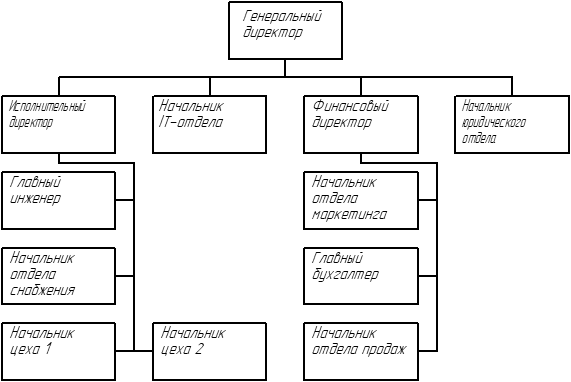 Генеральный
директор
Исполнительный
директор
Начальник
IT-отдела
Финансовый
директор
Начальник
юридического
отдела
Главный
инженер
Начальник
отдела
маркетинга
Начальник
отдела
снабжения
Главный
бухгалтер
Начальник
цеха 1
Начальник
цеха 2
Начальник
отдела продаж